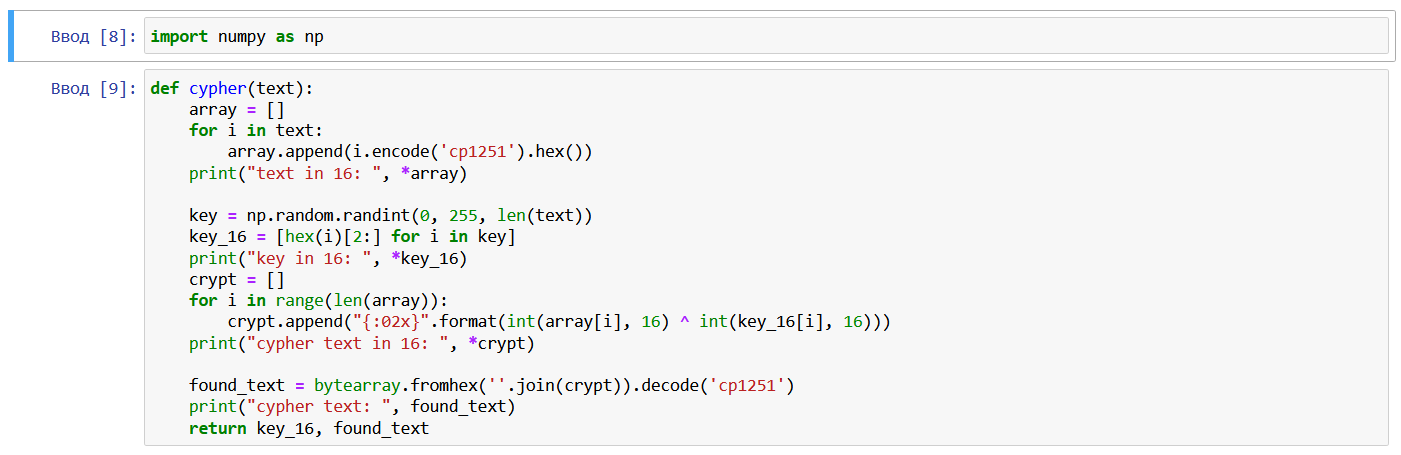 Ввод [8]: import numpy as np
Ввод [9]: def cypher(text):
    array = []
    for i in text:
        array.append(i.encode('cp1251').hex())
    print("text in 16: ", *array)

    key = np.random.randint(0, 255, len(text))
    key_16 = [hex(i)[2:] for i in key]
    print("key in 16: ", *key_16)
    crypt = []
    for i in range(len(array)):
        crypt.append("{:02x}".format(int(array[i], 16) ^ int(key_16[i], 16)))
    print("cypher text in 16: ", *crypt)

    found_text = bytearray.fromhex(''.join(crypt)).decode('cp1251')
    print("cypher text: ", found_text)
    return key_16, found_text